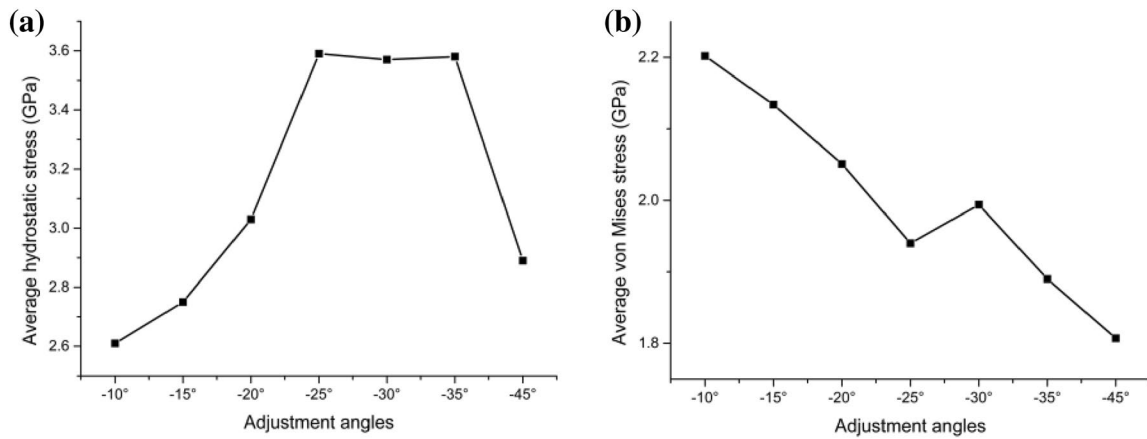 (a)
Average hydrostatic stress (GPa)
3.6
3.4
3.2
3.0
2.8
2.6
-10° -15° -20° -25° -30° -35° -45°
Adjustment angles
(b)
Average von Mises stress (GPa)
2.2
2.0
1.8
-10° -15° -20° -25° -30° -35° -45°
Adjustment angles